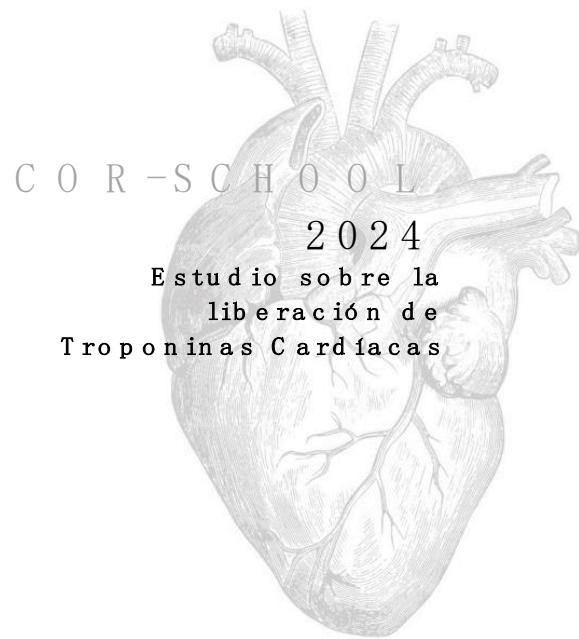 COR-SCHOOL
2024
Estudio sobre la
liberación de
Troponinas Cardíacas